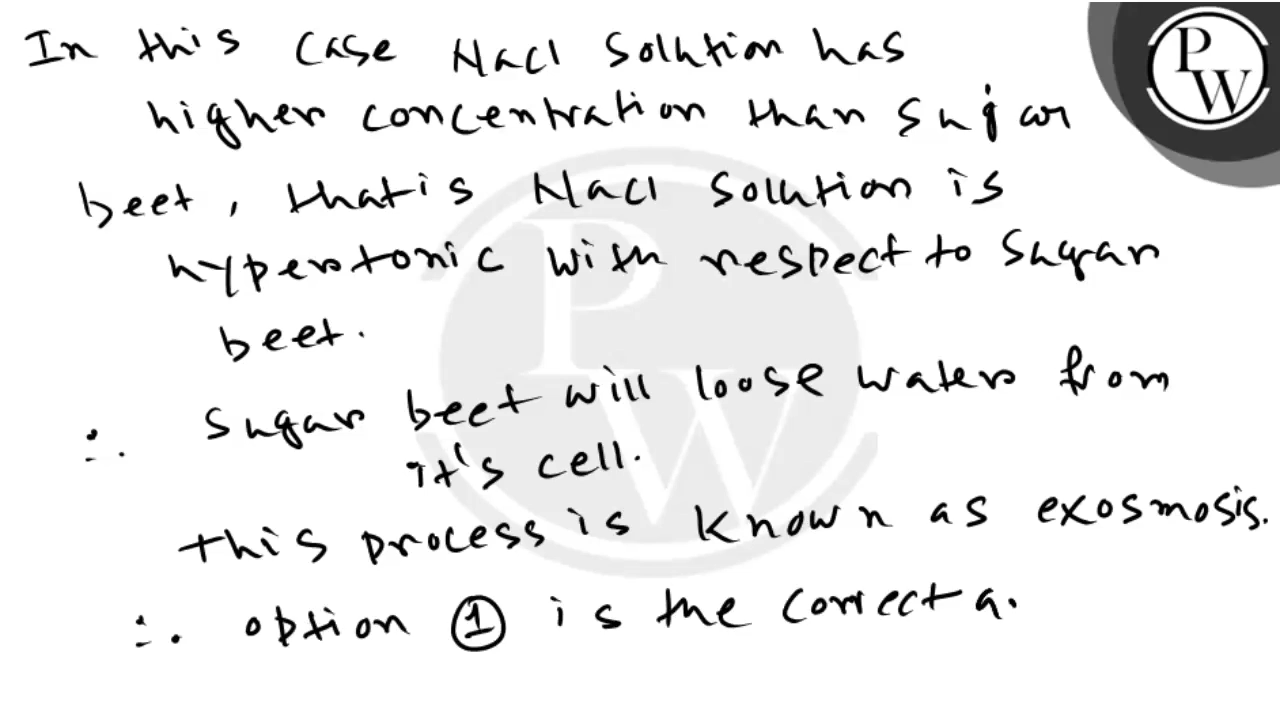 In this case Nacl solution has
higher concentration than sugar
beet, that is Nacl solution is
hypertonic with respect to sugar
beet.
∴ sugar beet will loose water from
it's cell.
this process is known as exosmosis.
∴ option ① is the correct a.
PW
PW